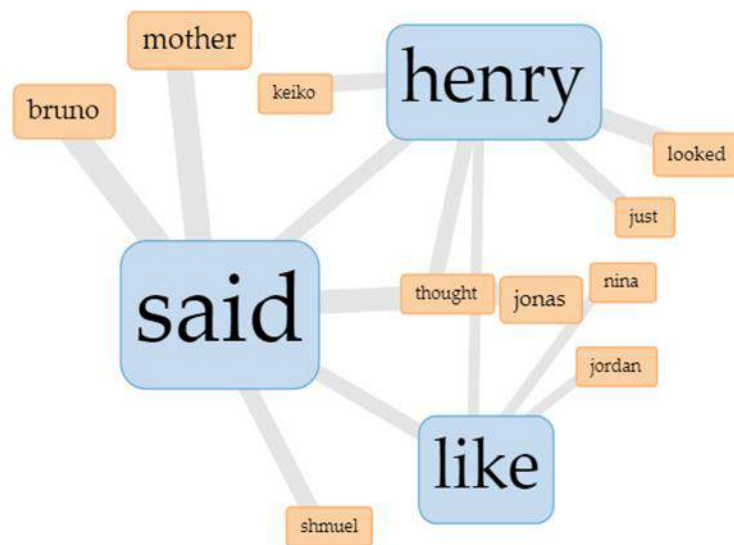 mother
henry
keiko
bruno
looked
just
said
thought
jonas
nina
jordan
like
shmuel